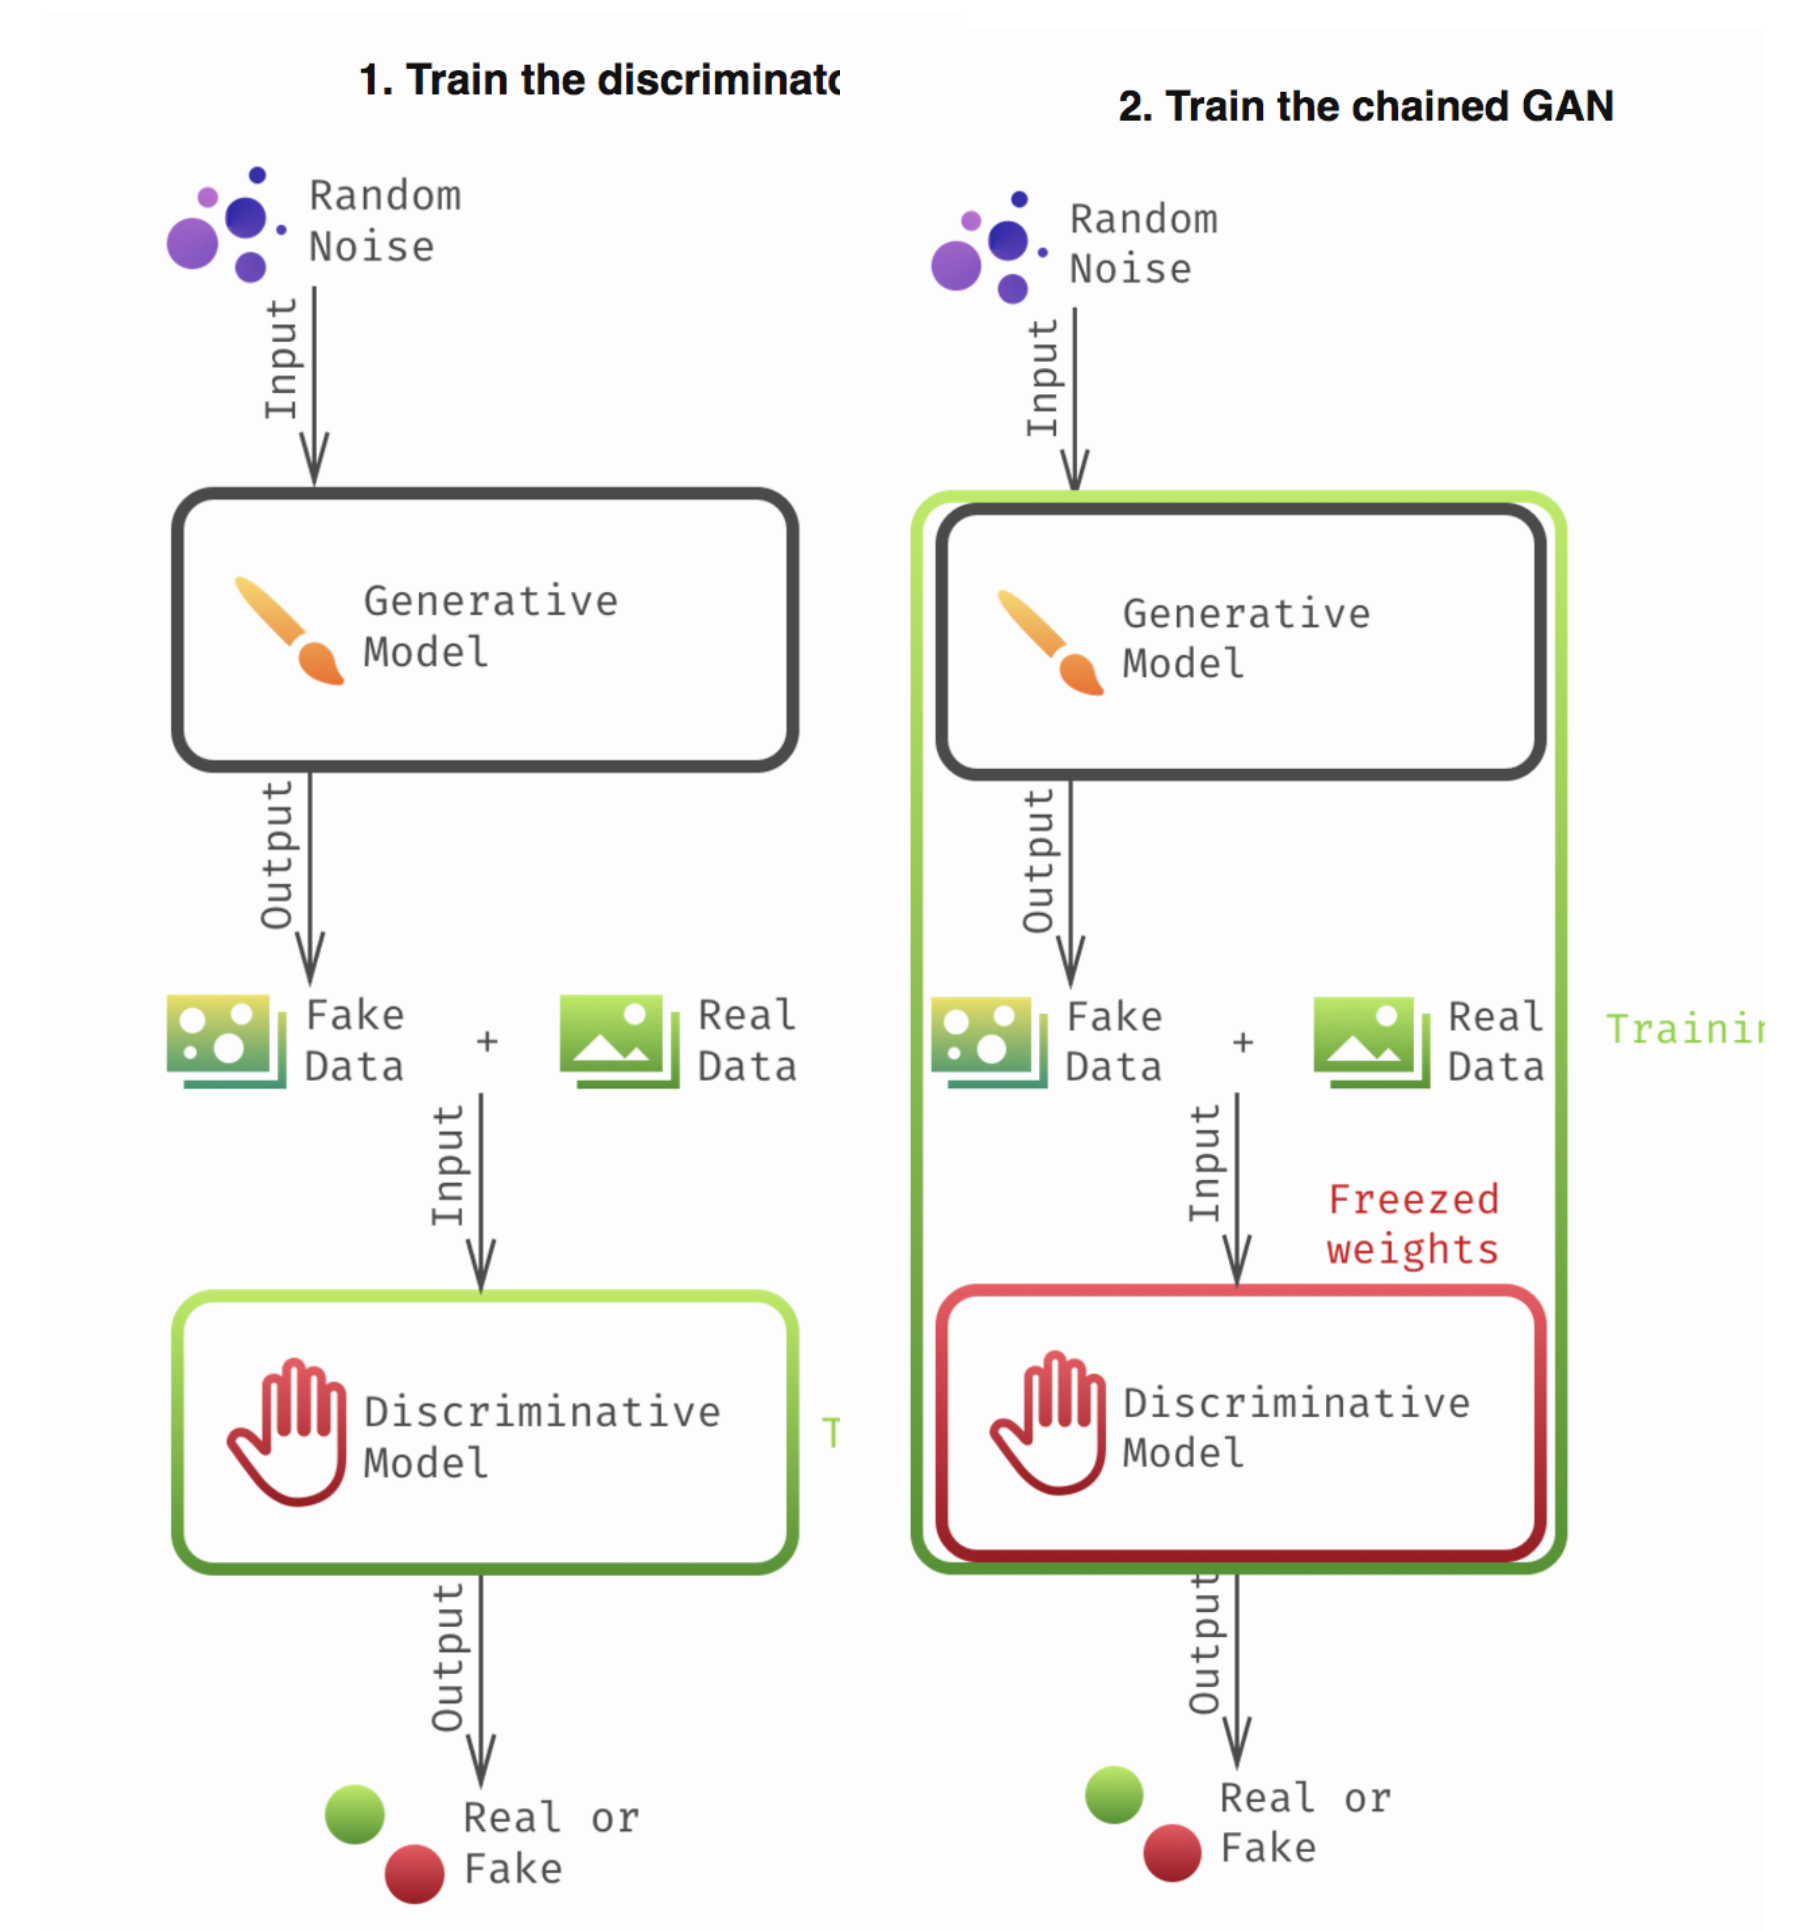 1. Train the discriminato
Random
Noise
Input
Generative
Model
Output
Fake
Data
+
Real
Data
Input
Discriminative
Model
T
Output
Real or
Fake
2. Train the chained GAN
Random
Noise
Input
Generative
Model
Output
Fake
Data
+
Real
Data
Trainin
Input
Freezed
weights
Discriminative
Model
Output
Real or
Fake